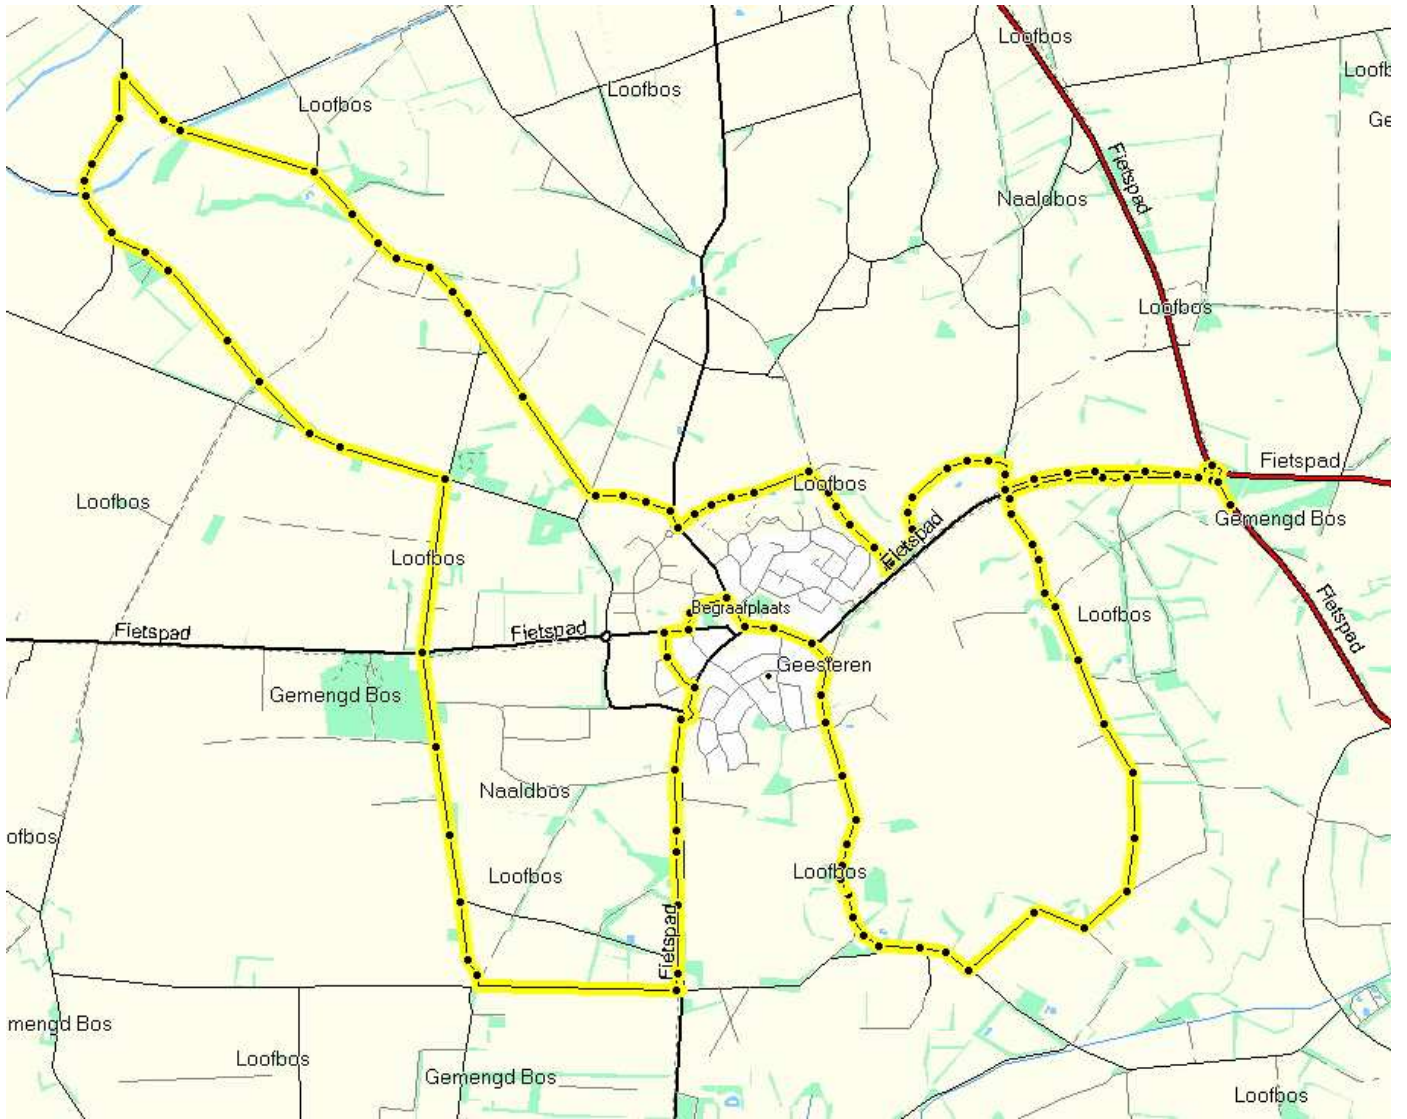 Loofbos
Loofb
Loofbos
Loofbos
Ge
Fietspad
Naaldbos
Loofbos
Fietspad
Loofbos
Loofbos
Gemengd Bos
Fietspad
Loofbos
Fietspad
Fietspad
Begraafplaats
Loofbos
Fietspad
Geesteren
Gemengd Bos
Naaldbos
ofbos
Loofbos
Loofbos
Fietspad
mengd Bos
Loofbos
Gemengd Bos
Loofbos